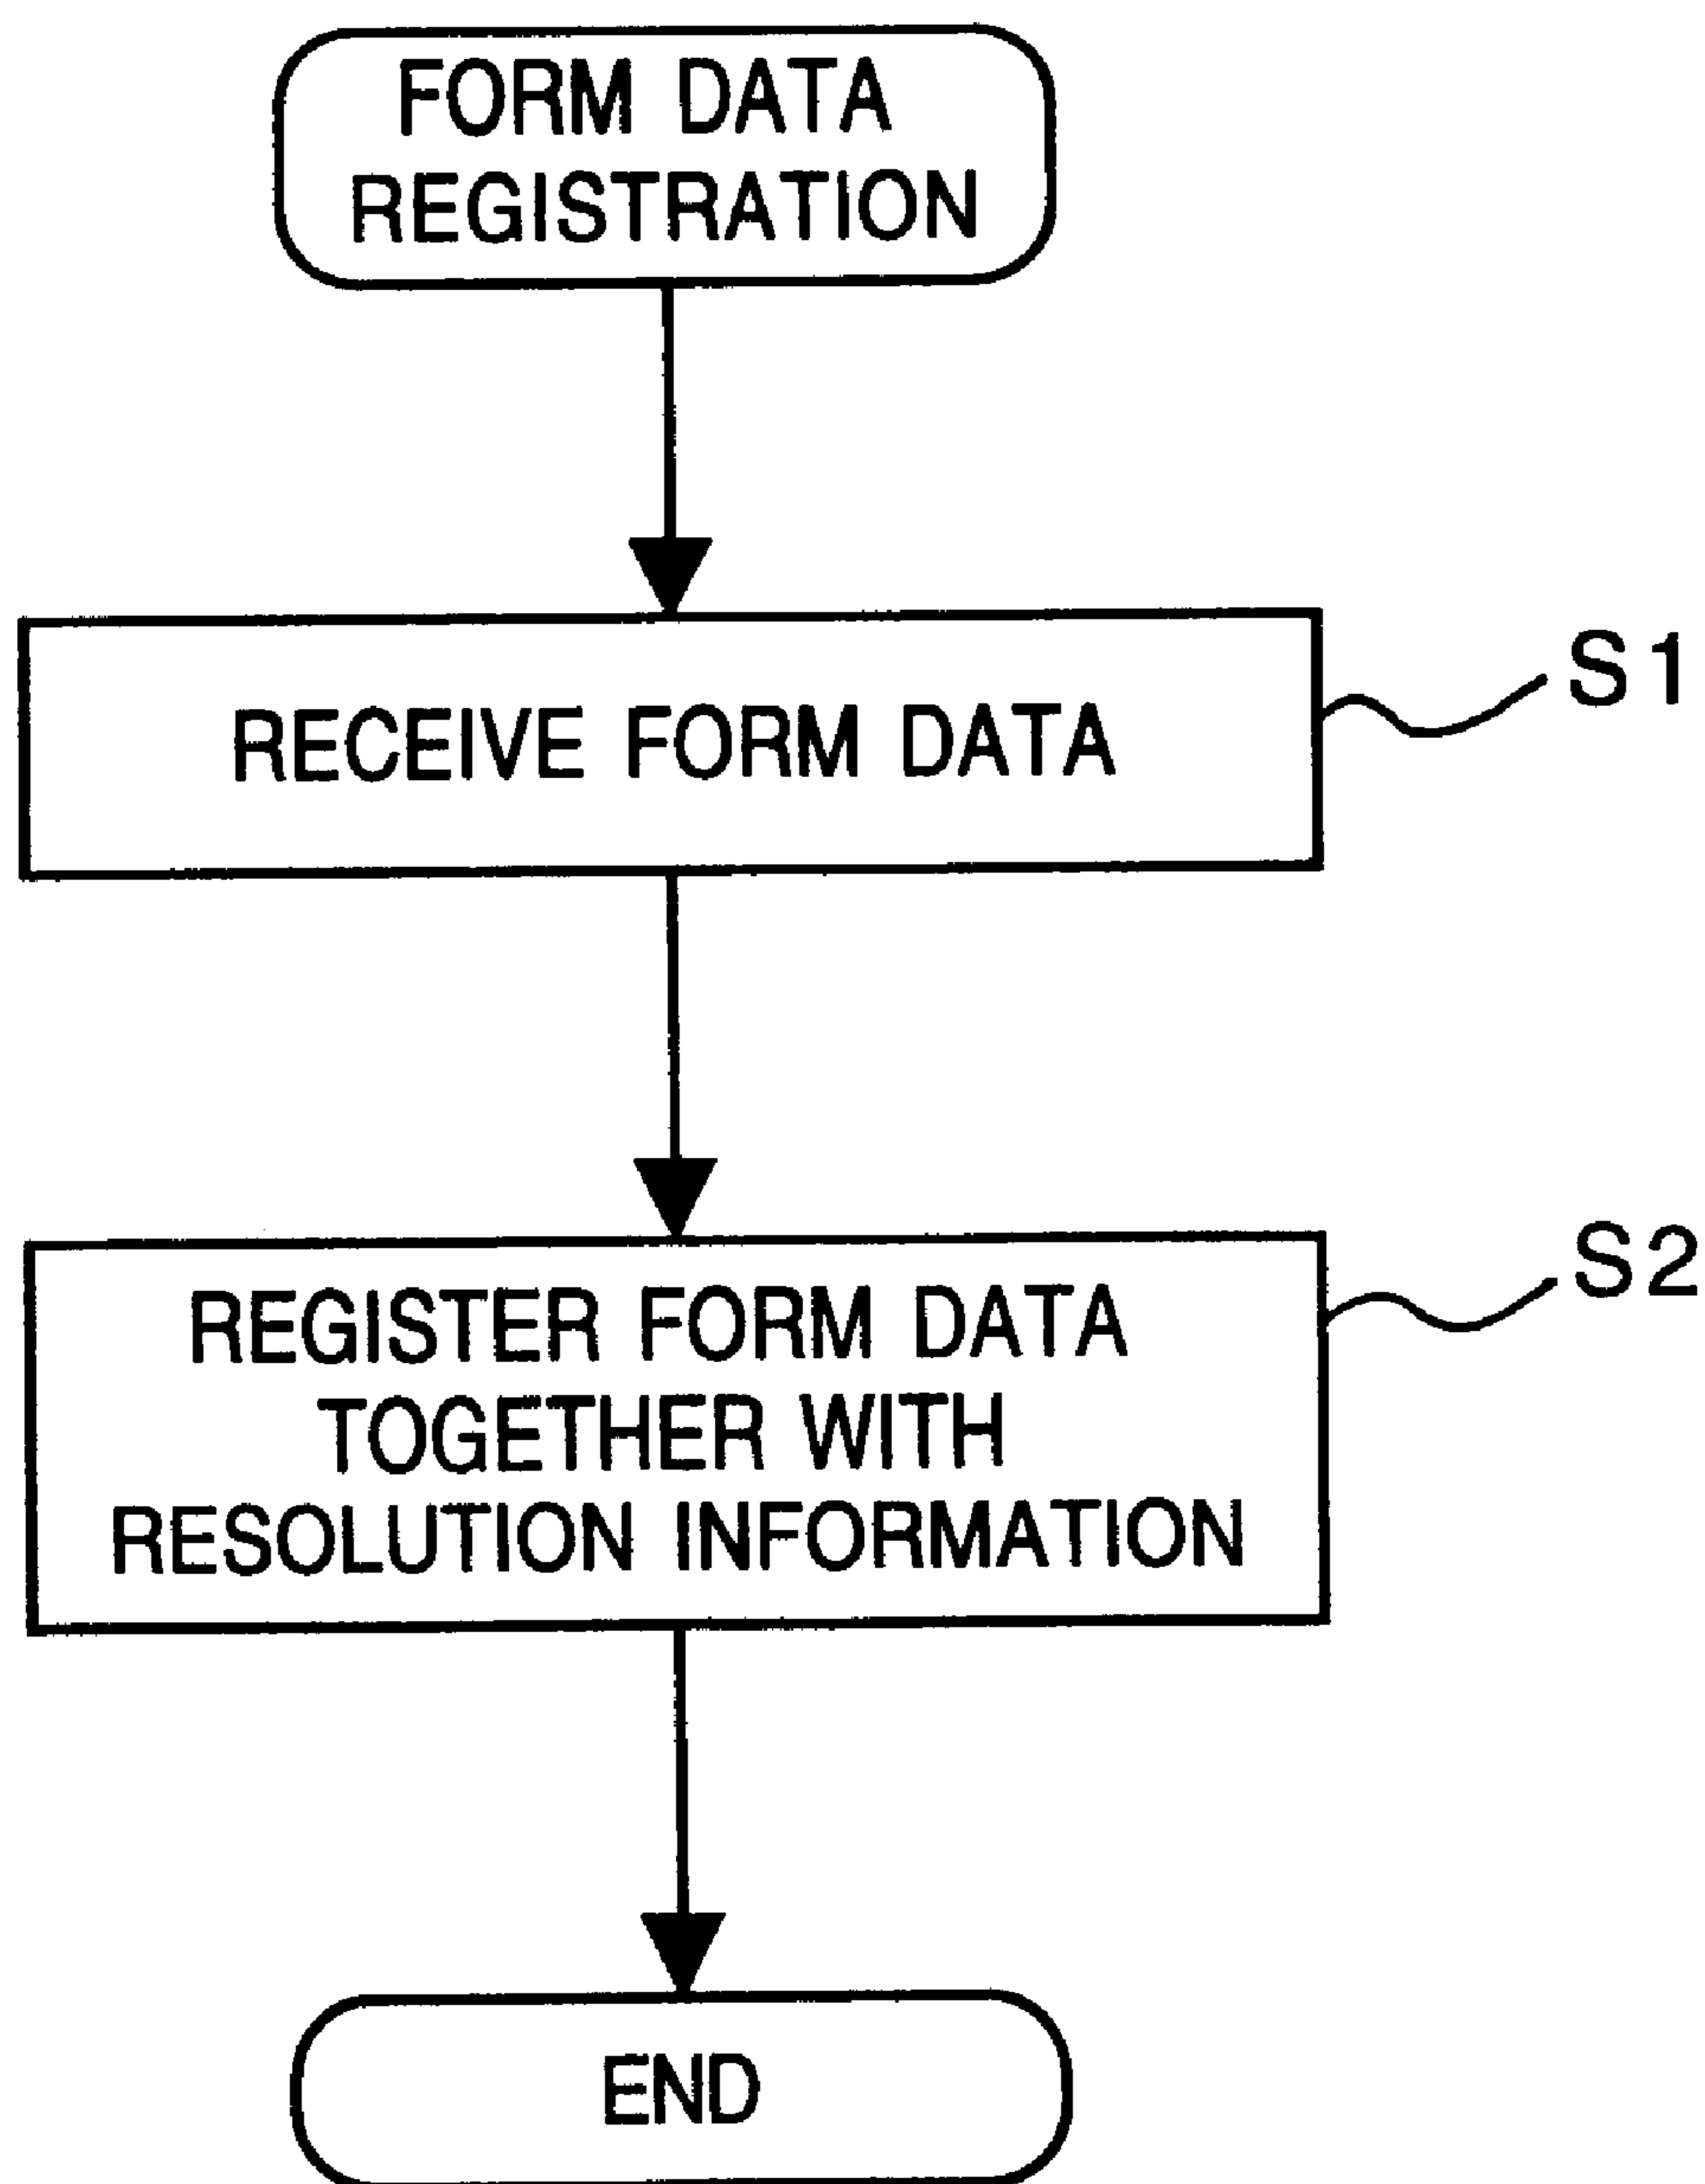 FORM DATA
REGISTRATION
RECEIVE FORM DATA
S1
REGISTER FORM DATA
TOGETHER WITH
RESOLUTION INFORMATION
S2
END